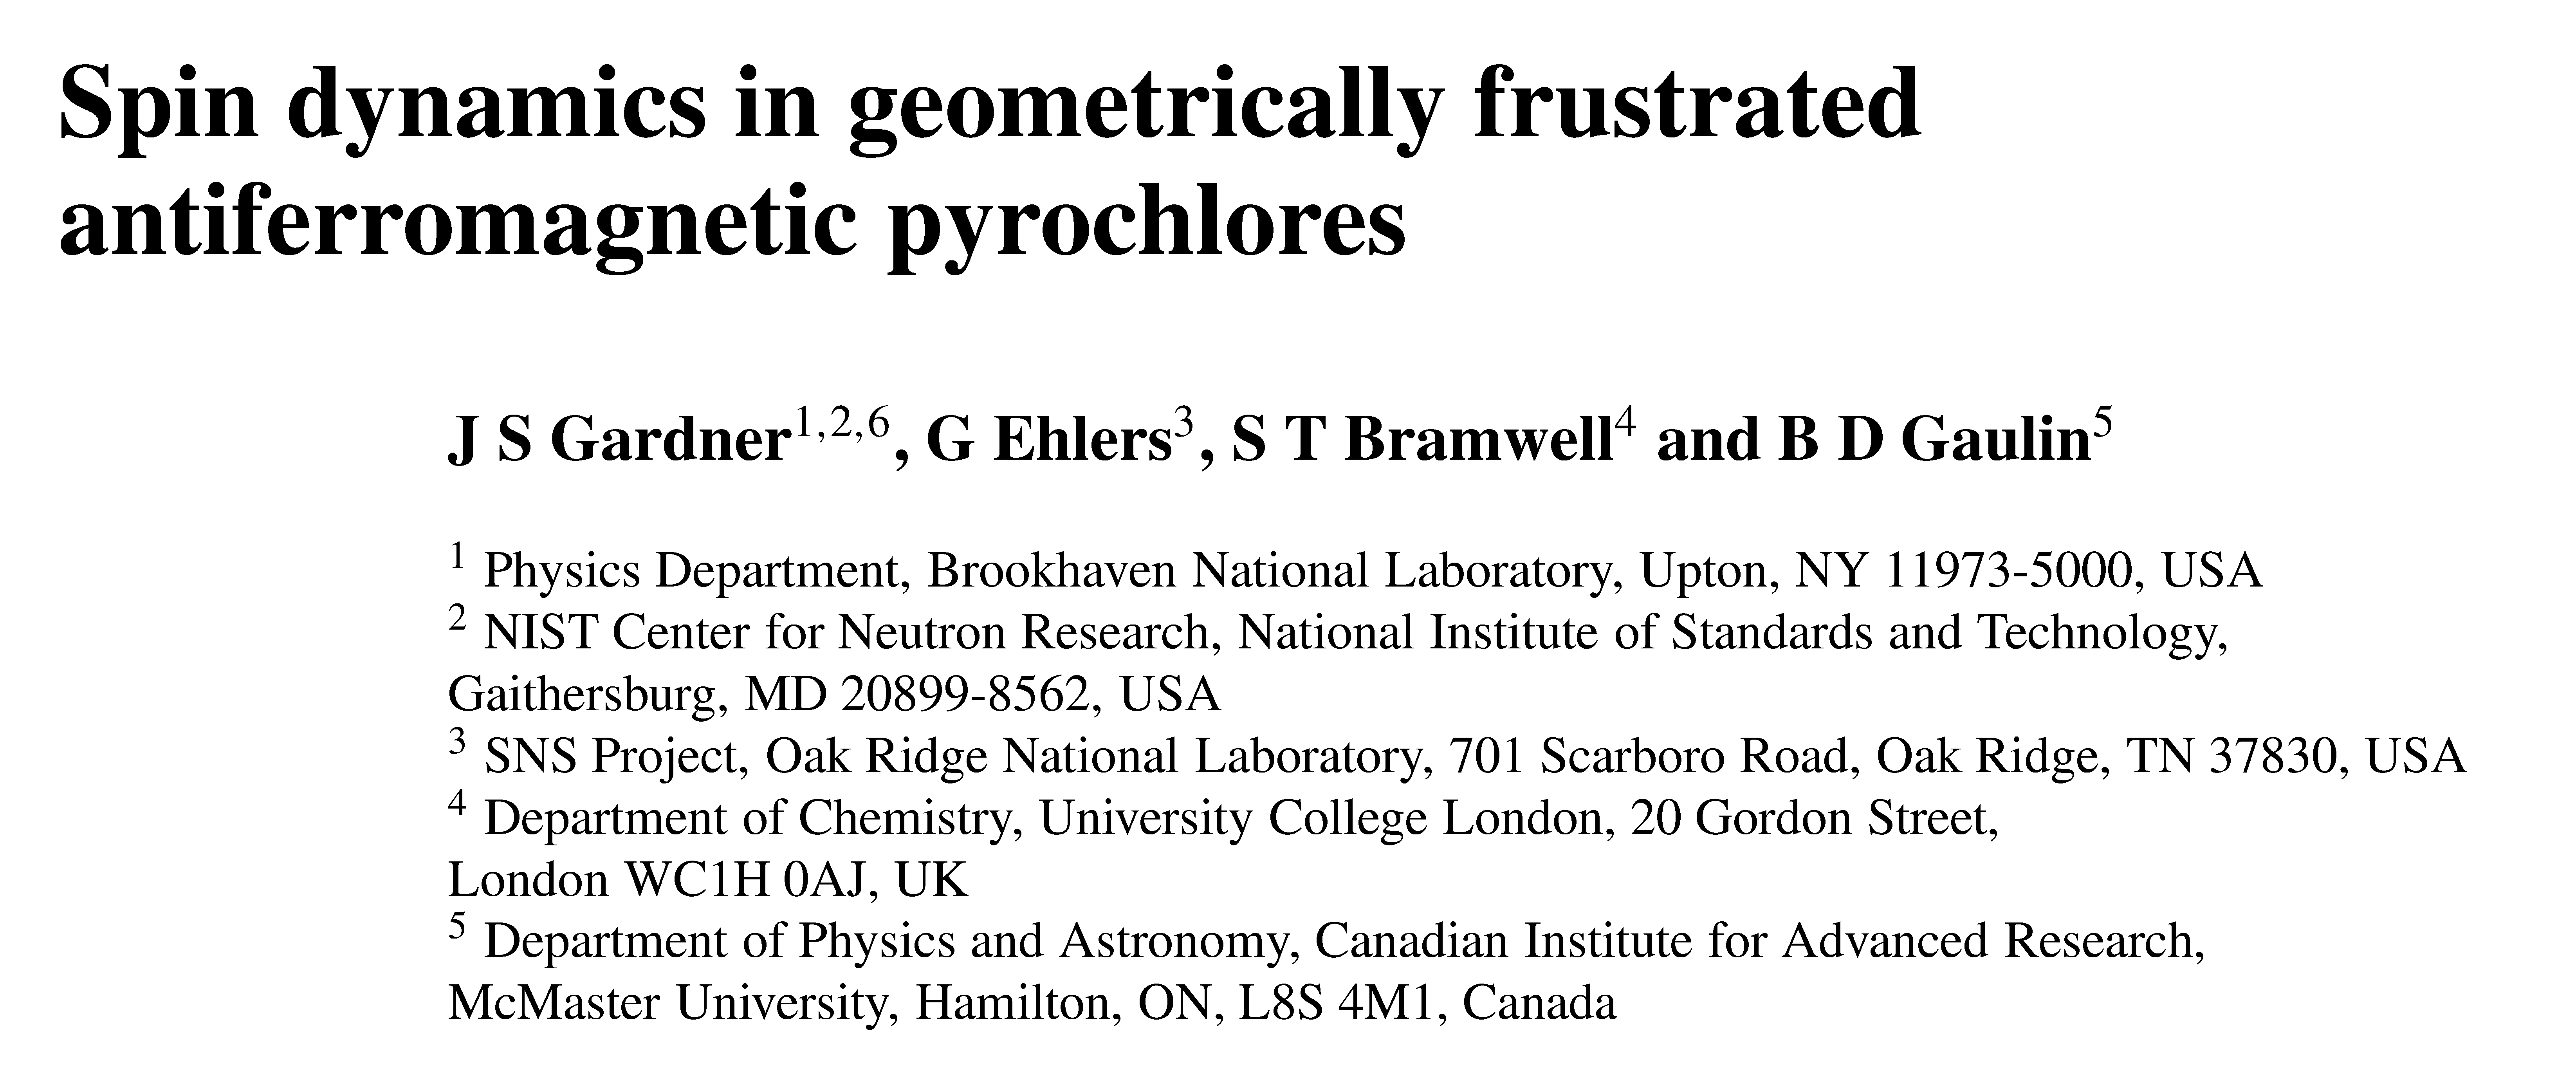 Spin dynamics in geometrically frustrated
antiferromagnetic pyrochlores
J S Gardner1,2,6, G Ehlers3, S T Bramwell4 and B D Gaulin5
1 Physics Department, Brookhaven National Laboratory, Upton, NY 11973-5000, USA
2 NIST Center for Neutron Research, National Institute of Standards and Technology,
Gaithersburg, MD 20899-8562, USA
3 SNS Project, Oak Ridge National Laboratory, 701 Scarboro Road, Oak Ridge, TN 37830, USA
4 Department of Chemistry, University College London, 20 Gordon Street,
London WC1H 0AJ, UK
5 Department of Physics and Astronomy, Canadian Institute for Advanced Research,
McMaster University, Hamilton, ON, L8S 4M1, Canada